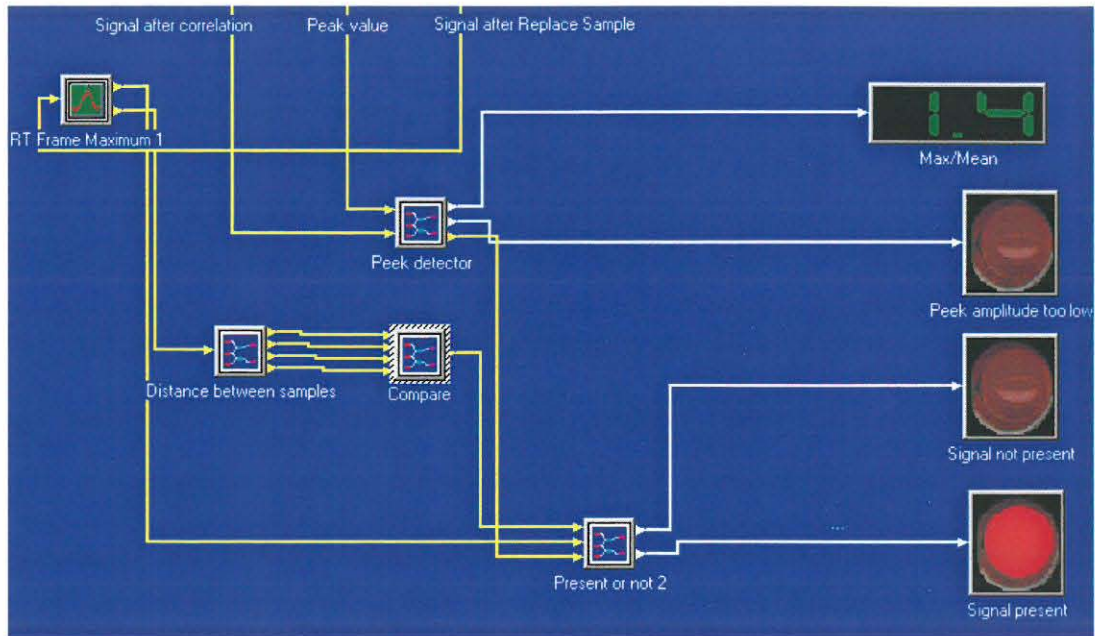 Signal after correlation
Peak value
Signal after Replace Sample
RT Frame Maximum 1
1.4
Max/Mean
Peek detector
Peek amplitude too low
Distance between samples
Compare
Signal not present
Present or not 2
Signal present